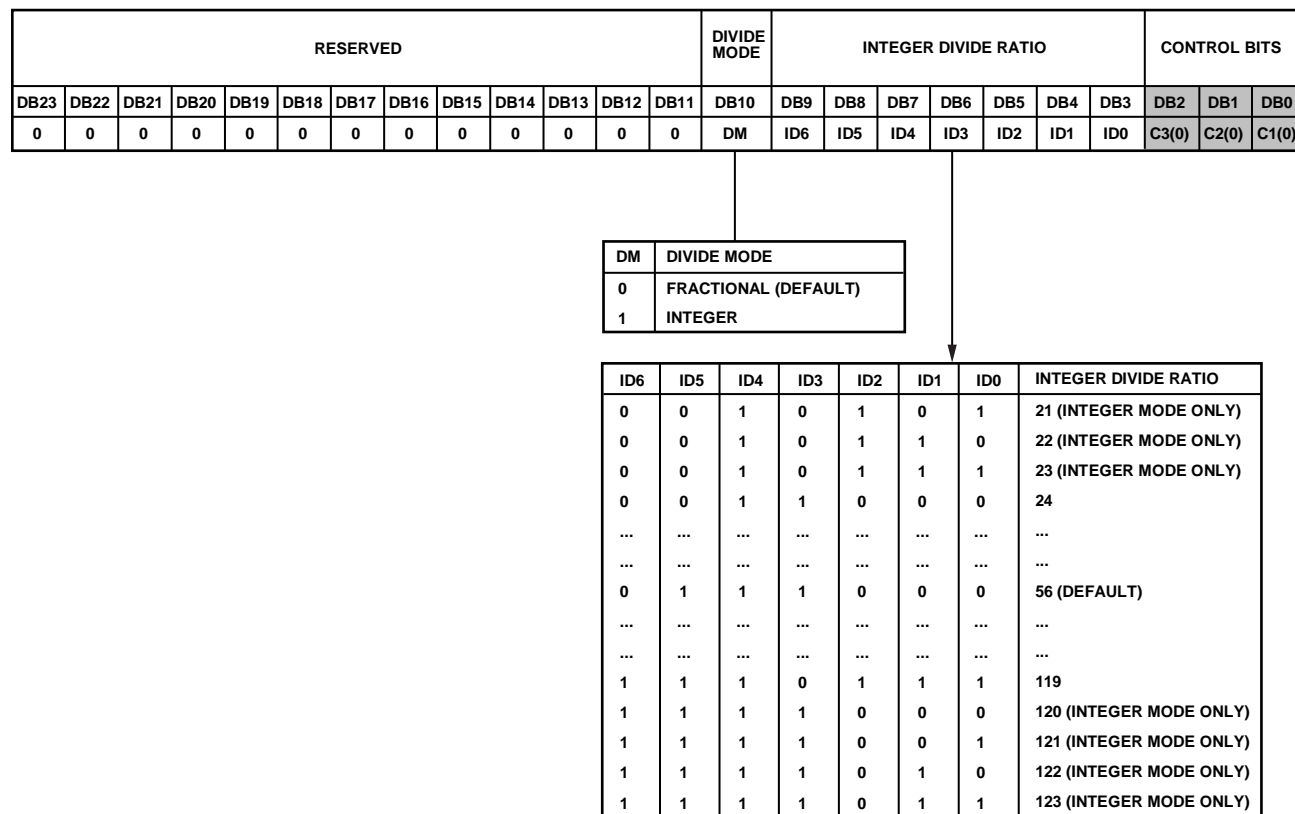 RESERVED DIVIDE MODE INTEGER DIVIDE RATIO CONTROL BITS
DB23 DB22 DB21 DB20 DB19 DB18 DB17 DB16 DB15 DB14 DB13 DB12 DB11 DB10 DB9 DB8 DB7 DB6 DB5 DB4 DB3 DB2 DB1 DB0
0 0 0 0 0 0 0 0 0 0 0 0 0 DM ID6 ID5 ID4 ID3 ID2 ID1 ID0 C3(0) C2(0) C1(0)
DM DIVIDE MODE
0 FRACTIONAL (DEFAULT)
1 INTEGER
ID6 ID5 ID4 ID3 ID2 ID1 ID0 INTEGER DIVIDE RATIO
0 0 1 0 1 0 1 21 (INTEGER MODE ONLY)
0 0 1 0 1 1 0 22 (INTEGER MODE ONLY)
0 0 1 0 1 1 1 23 (INTEGER MODE ONLY)
0 0 1 1 0 0 0 24
... ... ... ... ... ... ... ...
... ... ... ... ... ... ... ...
0 1 1 1 0 0 0 56 (DEFAULT)
... ... ... ... ... ... ... ...
... ... ... ... ... ... ... ...
1 1 1 0 1 1 1 119
1 1 1 1 0 0 0 120 (INTEGER MODE ONLY)
1 1 1 1 0 0 1 121 (INTEGER MODE ONLY)
1 1 1 1 0 1 0 122 (INTEGER MODE ONLY)
1 1 1 1 0 1 1 123 (INTEGER MODE ONLY)